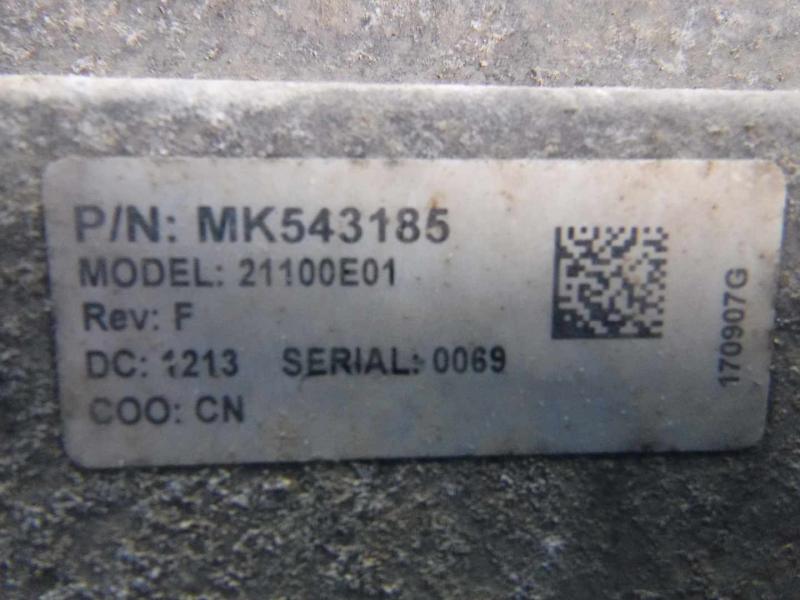 P/N: MK543185
MODEL: 21100E01
Rev: F
DC: 1213 SERIAL: 0069
COO: CN
170907G